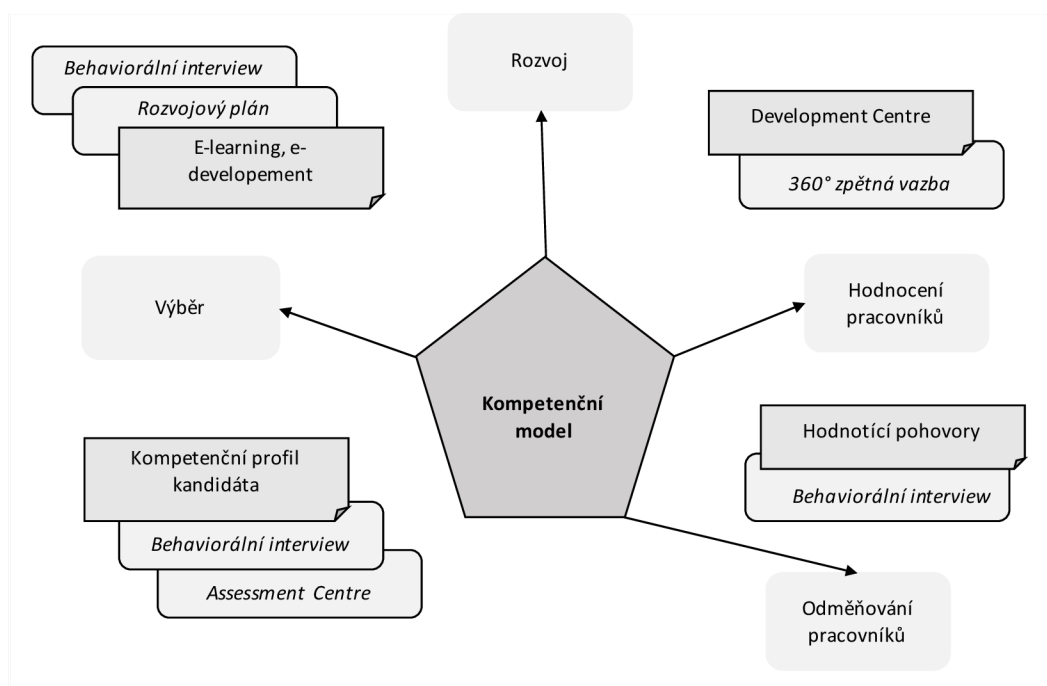 Rozvoj
Behaviorální interview
Rozvojový plán
E-learning, e-
developement
Development Centre
360° zpětná vazba
Výběr
Hodnocení
pracovníků
Kompetenční
model
Kompetenční profil
kandidáta
Behaviorální interview
Assessment Centre
Hodnotící pohovory
Behaviorální interview
Odměňování
pracovníků